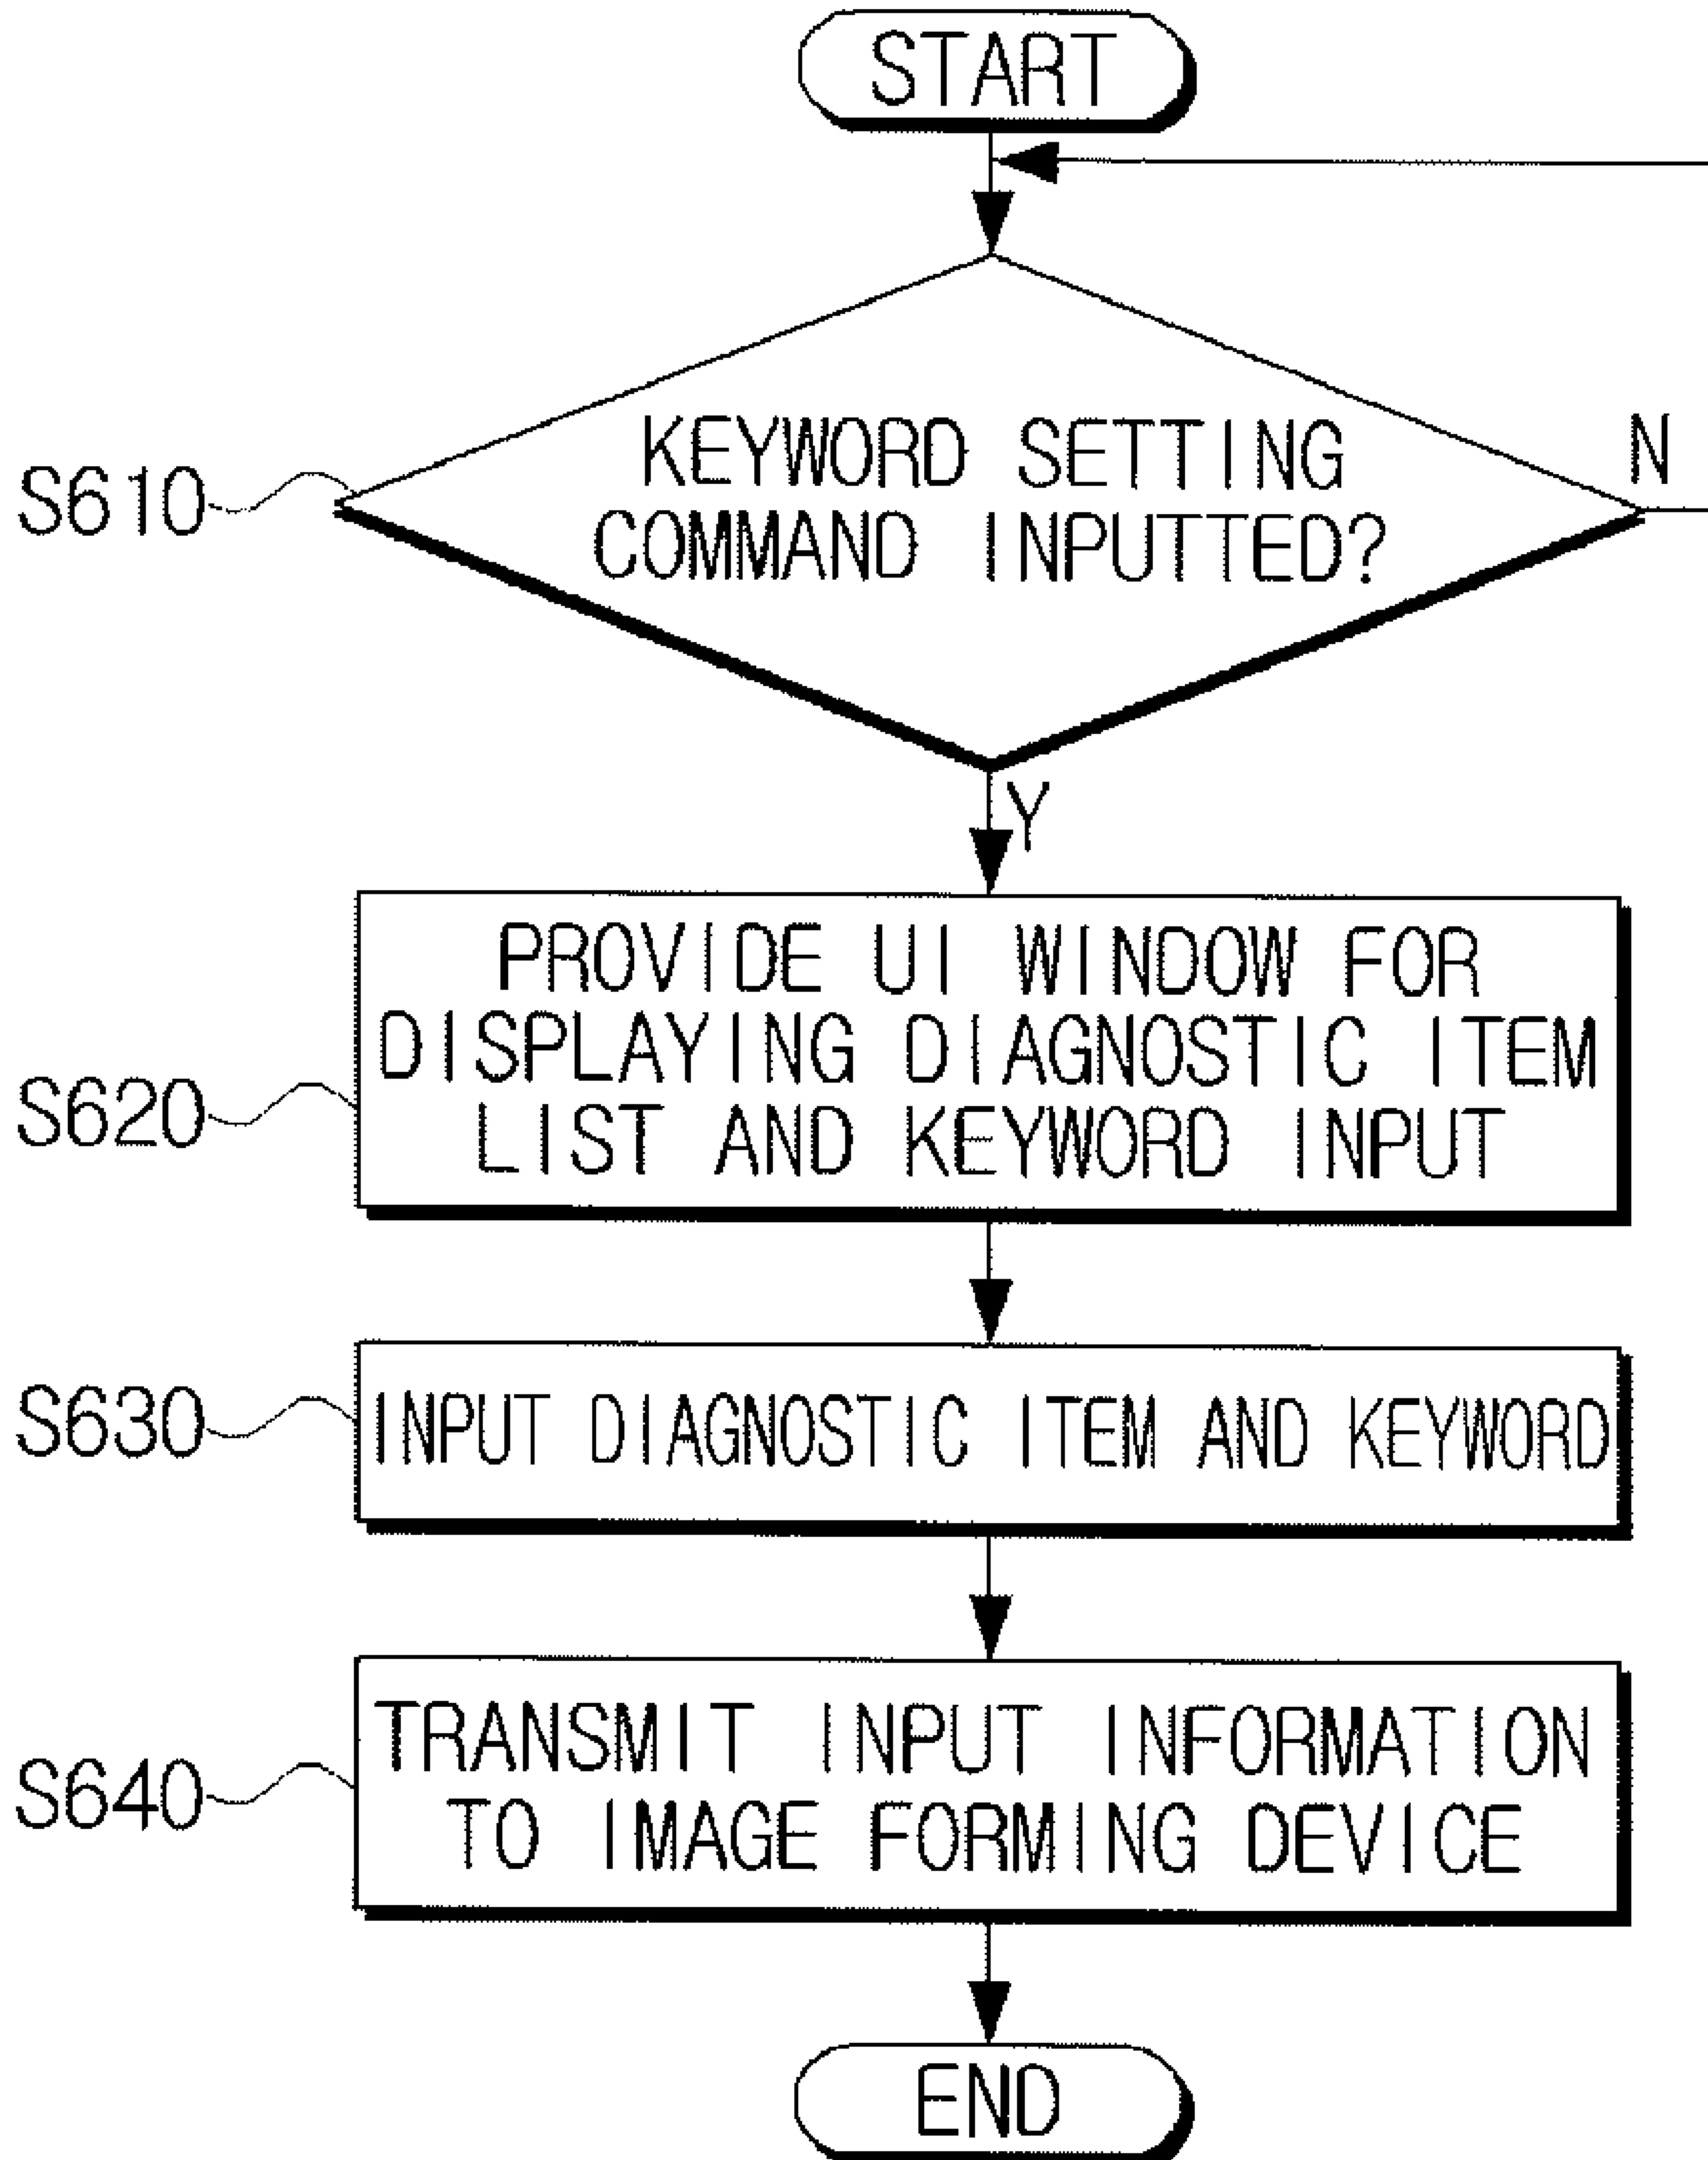 START
KEYWORD SETTING
COMMAND INPUTTED?
N
S610
Y
PROVIDE UI WINDOW FOR
DISPLAYING DIAGNOSTIC ITEM
LIST AND KEYWORD INPUT
S620
INPUT DIAGNOSTIC ITEM AND KEYWORD
S630
TRANSMIT INPUT INFORMATION
TO IMAGE FORMING DEVICE
S640
END